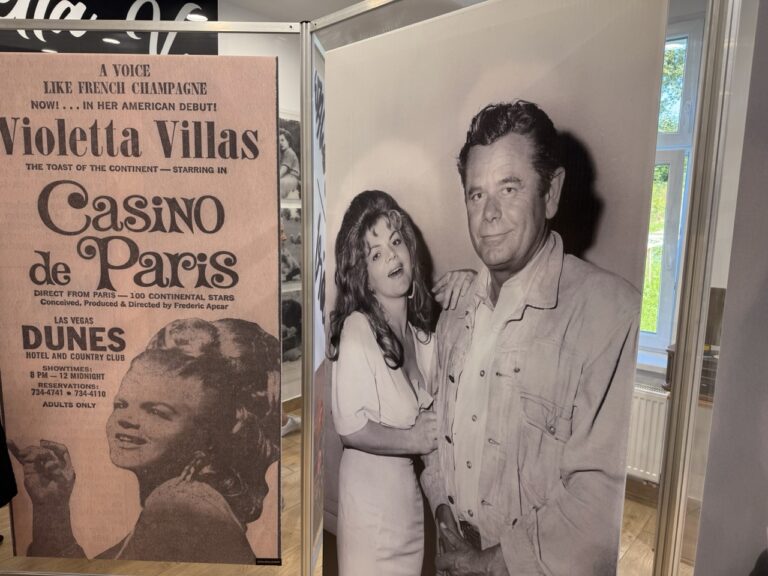 A VOICE
LIKE FRENCH CHAMPAGNE
NOW! . . . IN HER AMERICAN DEBUT!
Violetta Villas
THE TOAST OF THE CONTINENT — STARRING IN
Casino
de Paris
DIRECT FROM PARIS — 100 CONTINENTAL STARS
Conceived, Produced & Directed by Frederic Apcar
LAS VEGAS
DUNES
HOTEL AND COUNTRY CLUB
SHOWTIMES:
8 PM — 12 MIDNIGHT
RESERVATIONS:
734-4741 • 734-4110
ADULTS ONLY